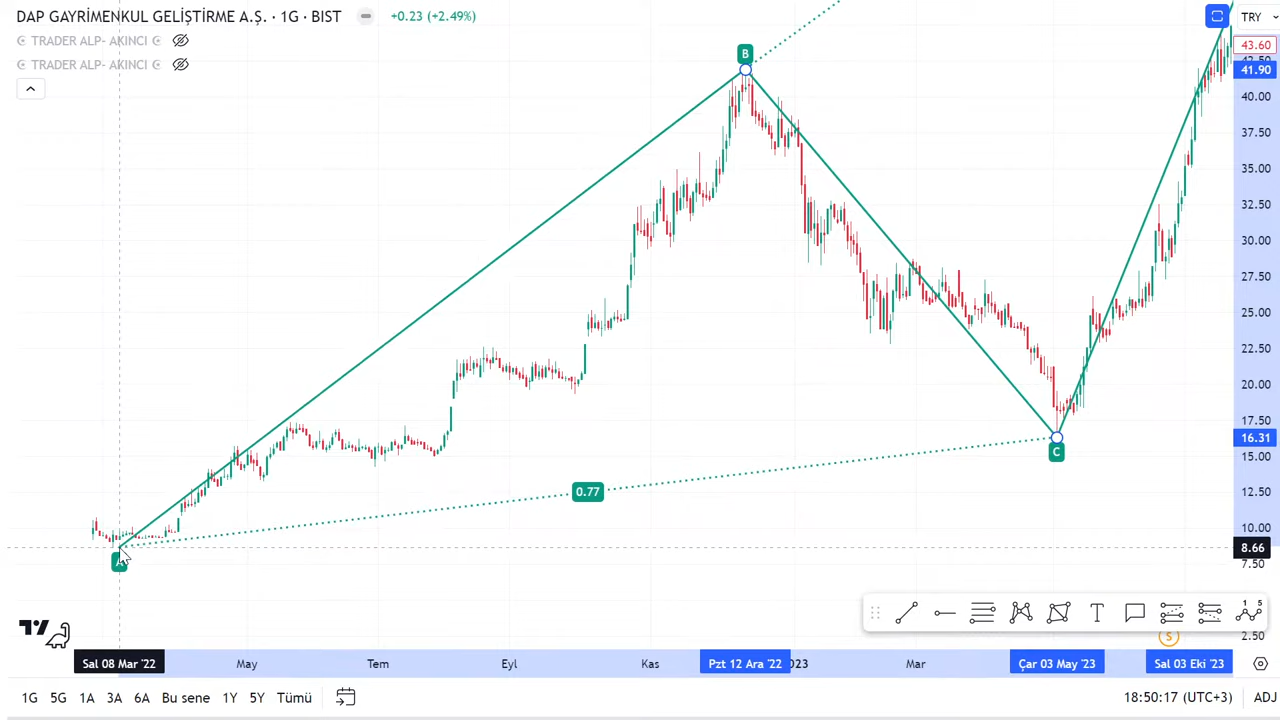 DAP GAYRİMENKUL GELİŞTİRME A.Ş. · 1G · BIST +0.23 (+2.49%) TRY
TRADER ALP- AKINCI
TRADER ALP- AKINCI
43.60
41.90
40.00
37.50
35.00
32.50
30.00
27.50
25.00
22.50
20.00
17.50
16.31
15.00
12.50
10.00
8.66
7.50
2.50
B
C
0.77
A
S
1 5
Sal 08 Mar '22 May Tem Eyl Kas Pzt 12 Ara '22 023 Mar Çar 03 May '23 Sal 03 Eki '23
1G 5G 1A 3A 6A Bu sene 1Y 5Y Tümü 18:50:17 (UTC+3) ADJ